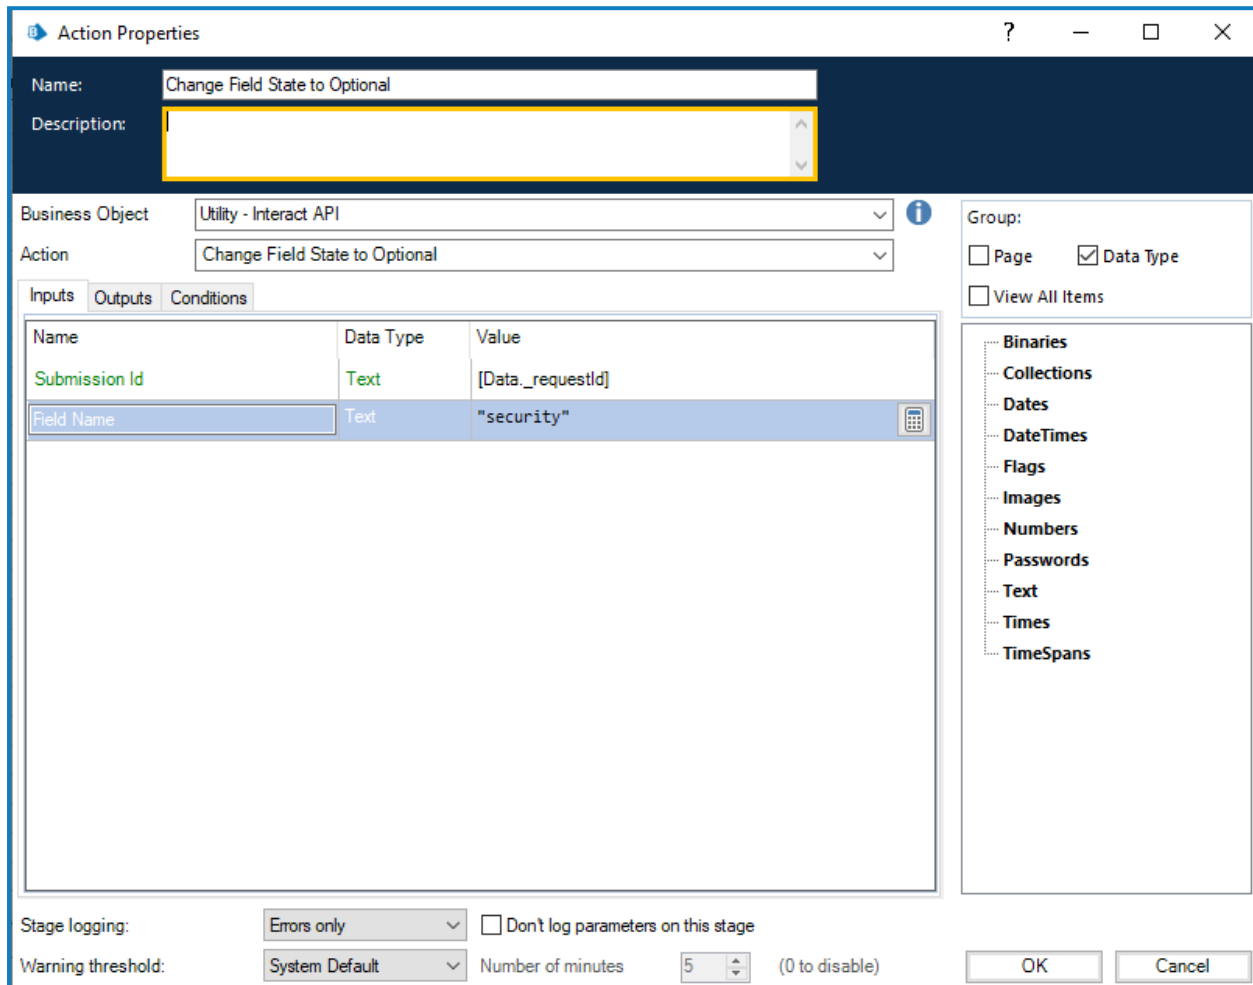 Action Properties
?
Name: Change Field State to Optional
Description:
Business Object Utility - Interact API
Action Change Field State to Optional
Inputs Outputs Conditions
Name Data Type Value
Submission Id Text [Data._requestId]
Field Name Text "security"
Group:
Page Data Type
View All Items
Binaries
Collections
Dates
DateTimes
Flags
Images
Numbers
Passwords
Text
Times
TimeSpans
Stage logging: Errors only Don't log parameters on this stage
Warning threshold: System Default Number of minutes 5 (0 to disable)
OK Cancel